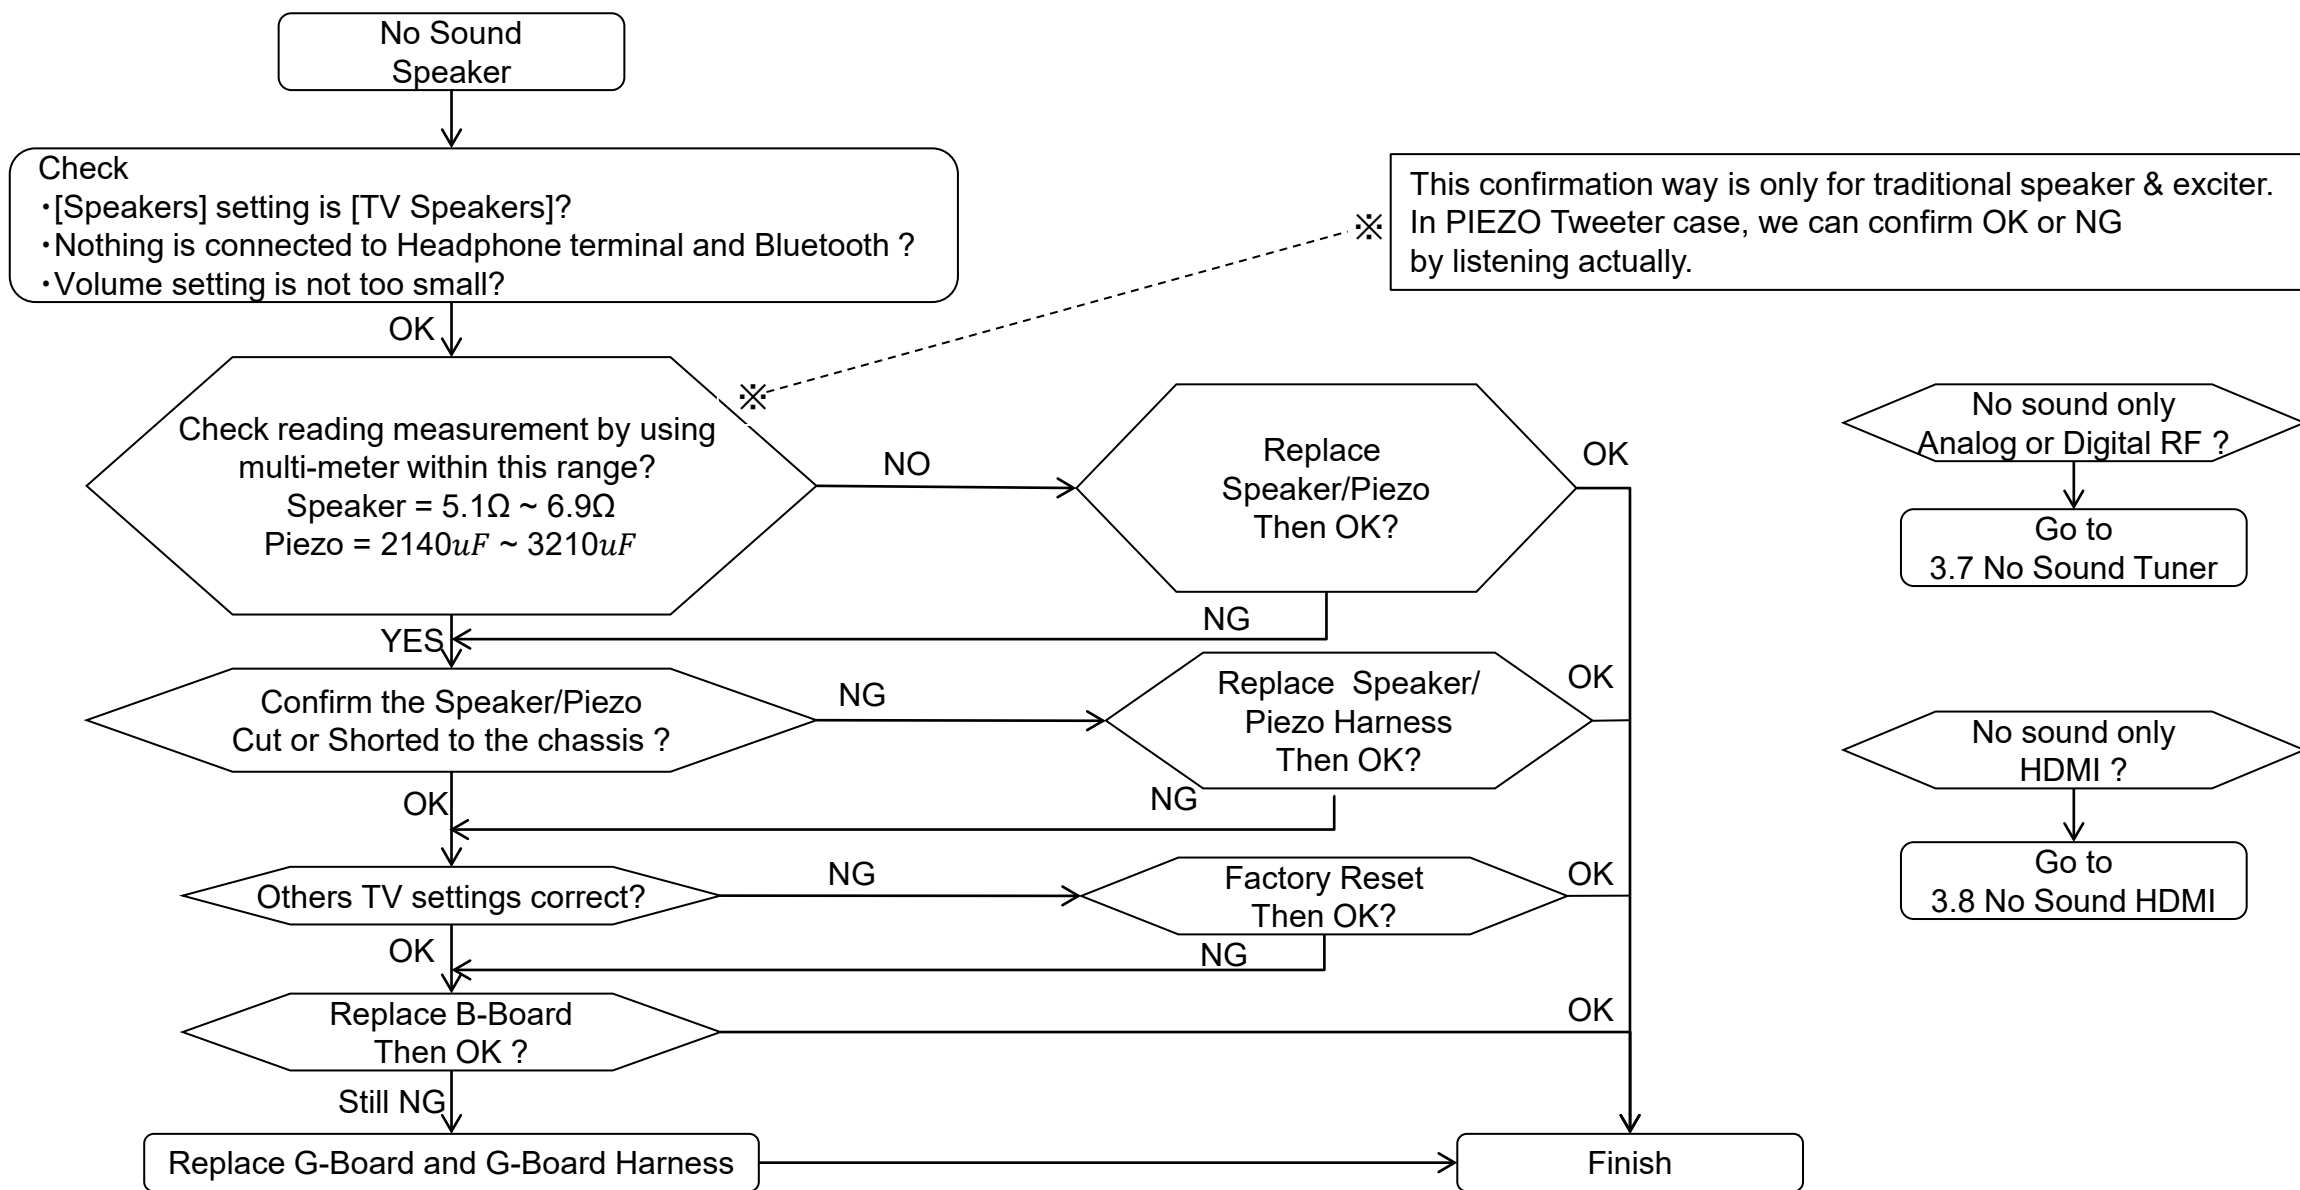 No Sound
Speaker
Check
・[Speakers] setting is [TV Speakers]?
・Nothing is connected to Headphone terminal and Bluetooth ?
・Volume setting is not too small?
※
This confirmation way is only for traditional speaker & exciter.
In PIEZO Tweeter case, we can confirm OK or NG
by listening actually.
OK
※
Check reading measurement by using
multi-meter within this range?
Speaker = 5.1Ω ~ 6.9Ω
Piezo = 2140uF ~ 3210uF
NO
Replace
Speaker/Piezo
Then OK?
OK
No sound only
Analog or Digital RF ?
Go to
3.7 No Sound Tuner
NG
YES
Confirm the Speaker/Piezo
Cut or Shorted to the chassis ?
NG
Replace  Speaker/
Piezo Harness
Then OK?
OK
No sound only
HDMI ?
Go to
3.8 No Sound HDMI
NG
OK
Others TV settings correct?
NG
Factory Reset
Then OK?
OK
NG
OK
Replace B-Board
Then OK ?
OK
Still NG
Replace G-Board and G-Board Harness
Finish